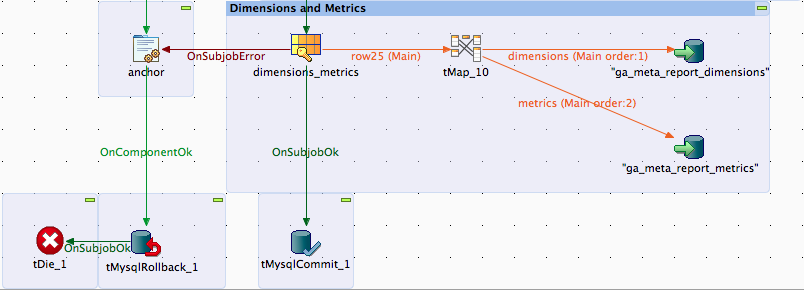 Dimensions and Metrics
OnSubjobError
row25 (Main)
dimensions (Main order:1)
anchor
dimensions_metrics
tMap_10
"ga_meta_report_dimensions"
metrics (Main order:2)
OnComponentOk
OnSubjobOk
"ga_meta_report_metrics"
OnSubjobOk
tDie_1
tMysqlRollback_1
tMysqlCommit_1